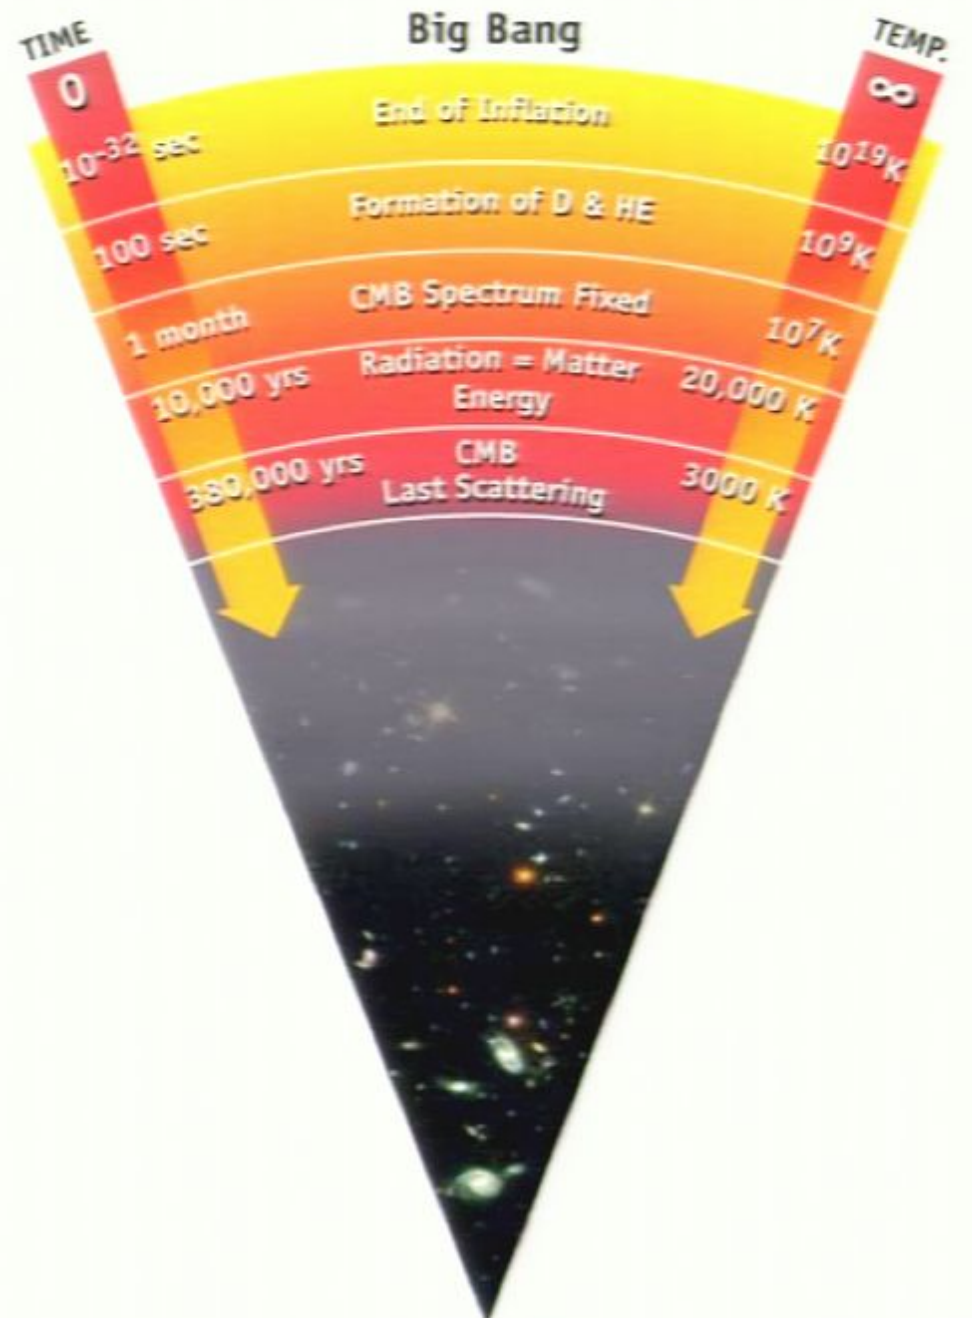 Big Bang
TIME
TEMP.
0
∞
End of Inflation
10-32 sec
1019K
Formation of D & HE
100 sec
109K
CMB Spectrum Fixed
1 month
107K
Radiation = Matter
Energy
10,000 yrs
20,000 K
CMB
Last Scattering
380,000 yrs
3000 K